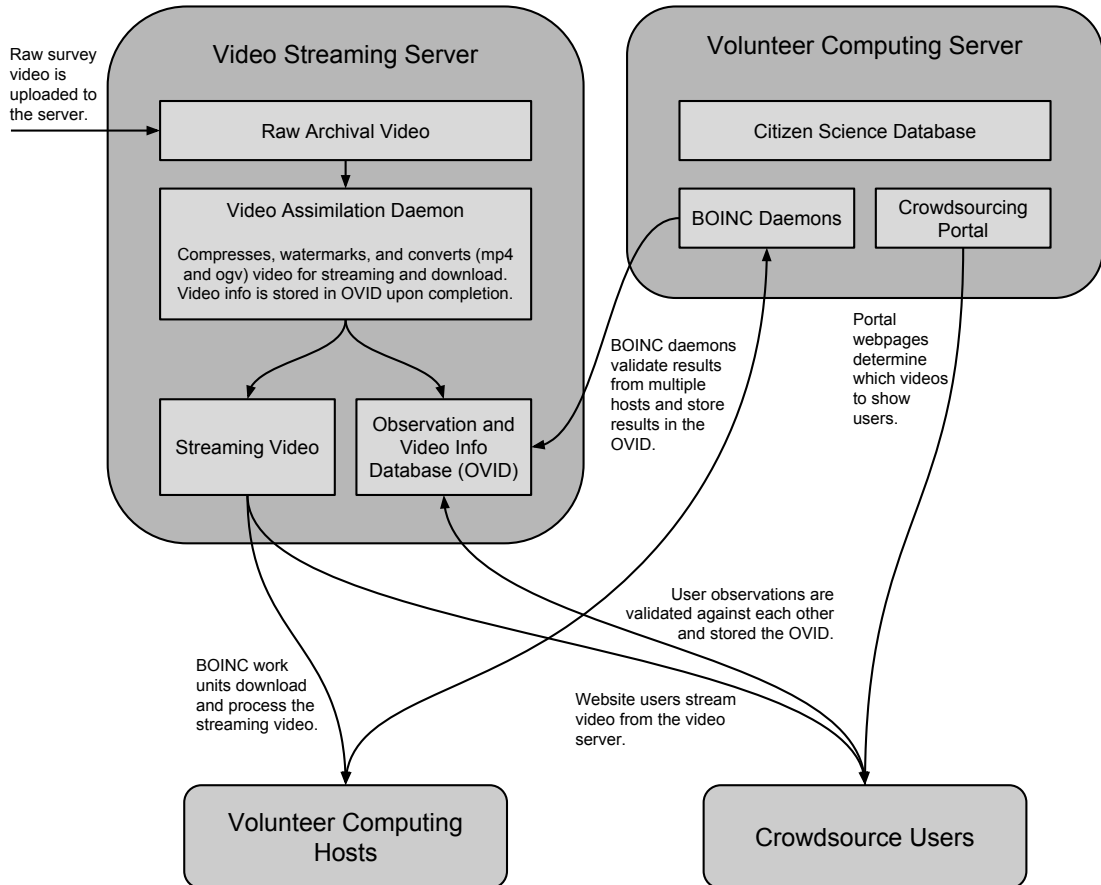 Raw survey
video is
uploaded to
the server.
Video Streaming Server
Raw Archival Video
Video Assimilation Daemon
Compresses, watermarks, and converts (mp4
and ogv) video for streaming and download.
Video info is stored in OVID upon completion.
Streaming Video
Observation and
Video Info
Database (OVID)
Volunteer Computing Server
Citizen Science Database
BOINC Daemons
Crowdsourcing
Portal
BOINC daemons
validate results
from multiple
hosts and store
results in the
OVID.
Portal
webpages
determine
which videos
to show
users.
User observations are
validated against each other
and stored the OVID.
BOINC work
units download
and process the
streaming video.
Website users stream
video from the video
server.
Volunteer Computing
Hosts
Crowdsource Users